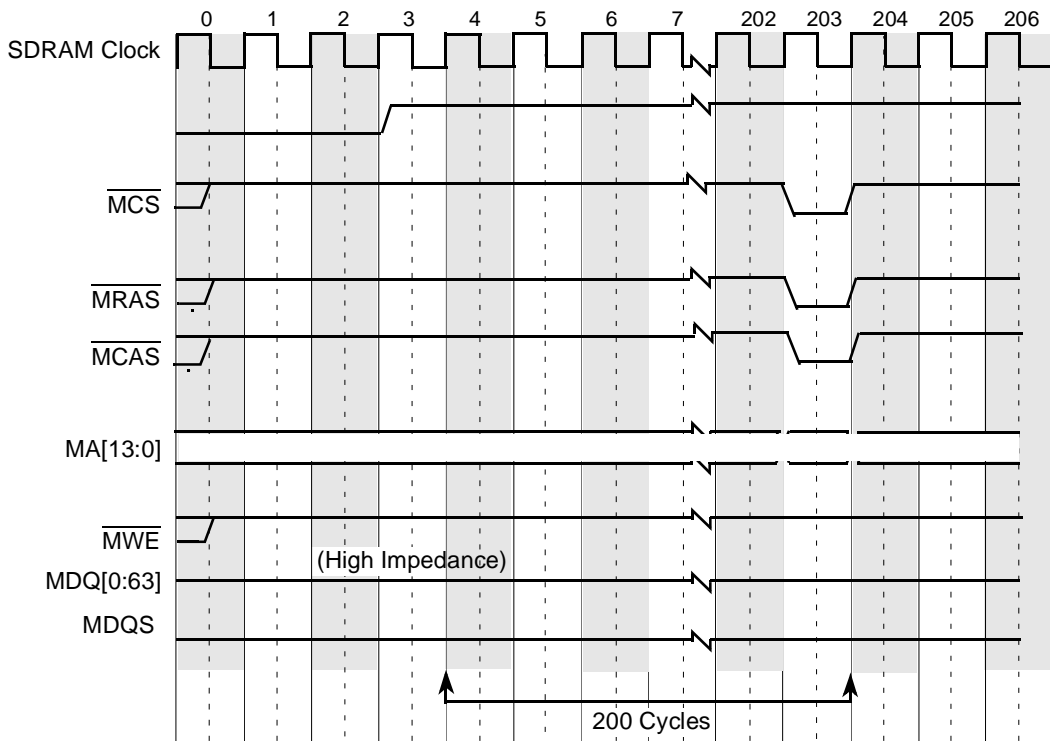 0 1 2 3 4 5 6 7 202 203 204 205 206
SDRAM Clock
MCS
MRAS
MCAS
MA[13:0]
MWE
(High Impedance)
MDQ[0:63]
MDQS
200 Cycles